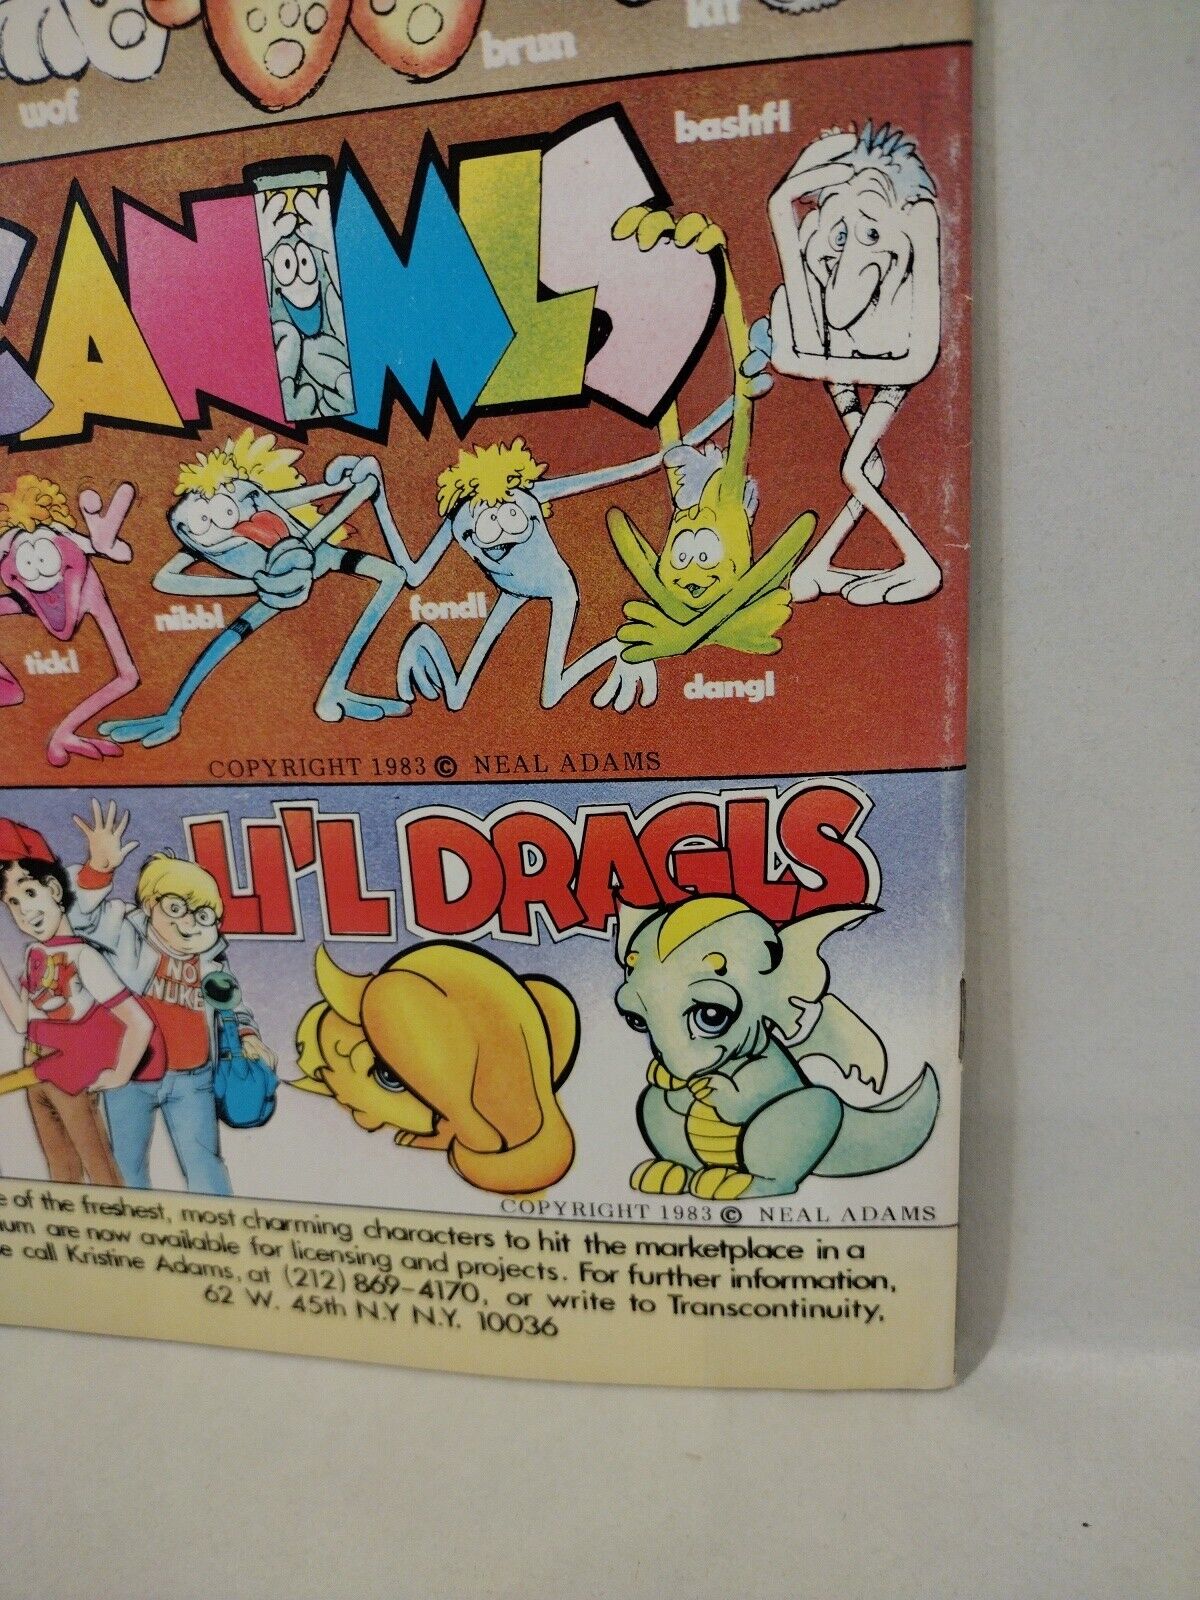 wof
brun
kit
bashfl
CANIMLS
tickl
nibbl
fondl
dangl
COPYRIGHT 1983 © NEAL ADAMS
LI'L DRAGLS
NO
NUKE
COPYRIGHT 1983 © NEAL ADAMS
of the freshest, most charming characters to hit the marketplace in a
are now available for licensing and projects. For further information,
call Kristine Adams, at (212) 869-4170, or write to Transcontinuity,
62 W. 45th N.Y N.Y. 10036